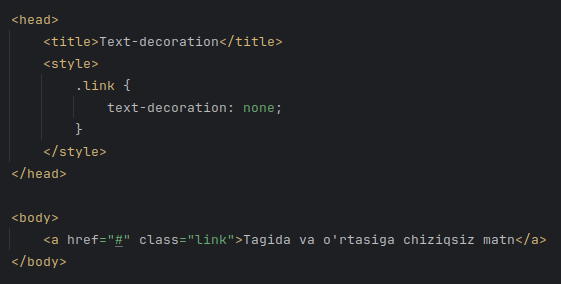 <head>
    <title>Text-decoration</title>
    <style>
        .link {
            text-decoration: none;
        }
    </style>
</head>

<body>
    <a href="#" class="link">Tagida va o'rtasiga chiziqsiz matn</a>
</body>